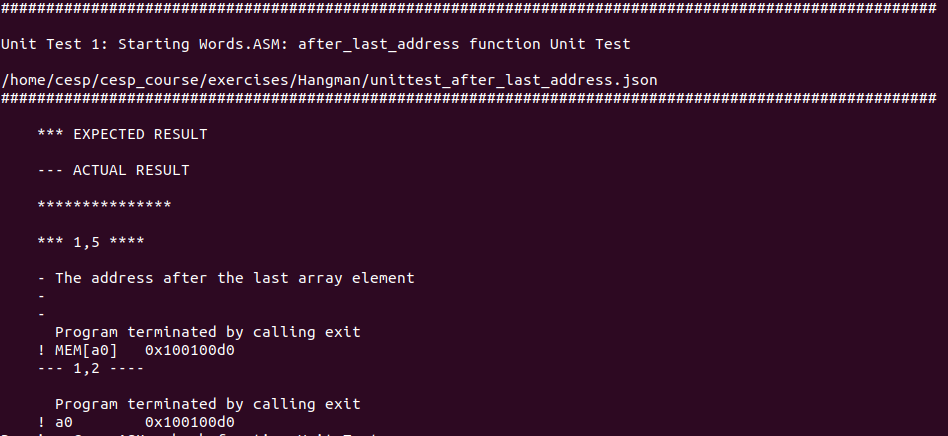 ########################################################################################################
Unit Test 1: Starting Words.ASM: after_last_address function Unit Test
/home/cesp/cesp_course/exercises/Hangman/unittest_after_last_address.json
########################################################################################################
*** EXPECTED RESULT
--- ACTUAL RESULT
***************
*** 1,5 ****
- The address after the last array element
-
-
Program terminated by calling exit
! MEM[a0]   0x100100d0
--- 1,2 ----
Program terminated by calling exit
! a0        0x100100d0